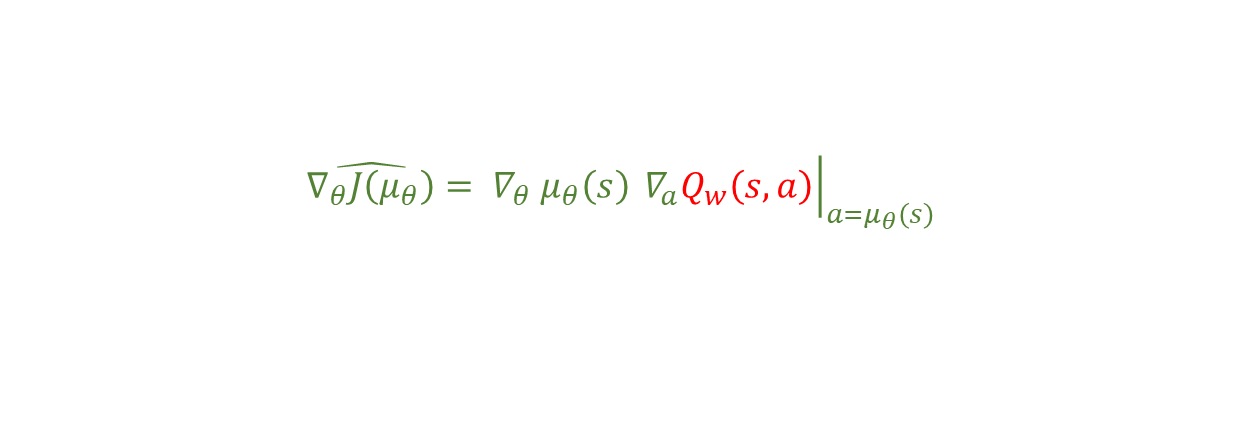 ∇_θ \widehat{J(μ_θ)} = ∇_θ μ_θ(s) ∇_a Q_w(s, a)|_{a=μ_θ(s)}